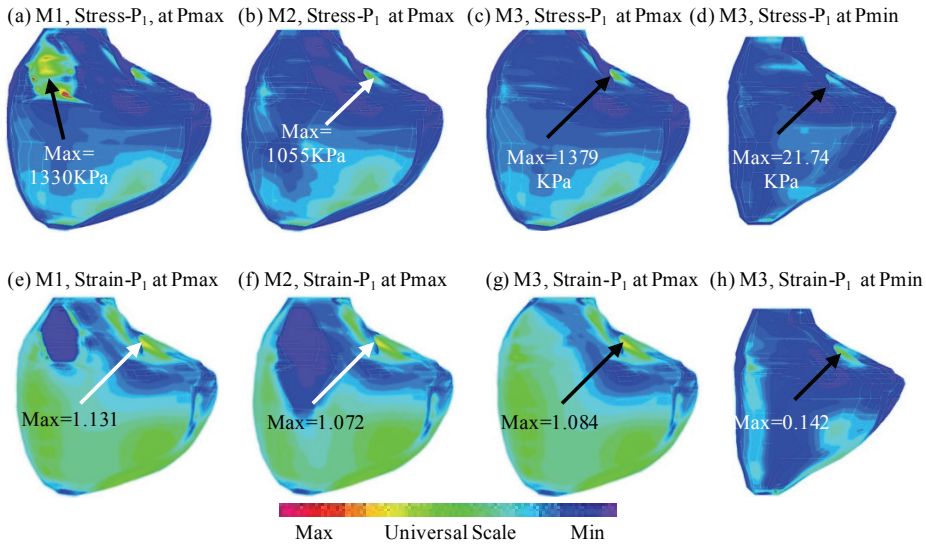 (a) M1, Stress-P₁, at Pmax
(b) M2, Stress-P₁ at Pmax
(c) M3, Stress-P₁ at Pmax
(d) M3, Stress-P₁ at Pmin
Max=
1330KPa
Max=
1055KPa
Max=1379
KPa
Max=21.74
KPa
(e) M1, Strain-P₁ at Pmax
(f) M2, Strain-P₁ at Pmax
(g) M3, Strain-P₁ at Pmax
(h) M3, Strain-P₁ at Pmin
Max=1.131
Max=1.072
Max=1.084
Max=0.142
Max Universal Scale Min